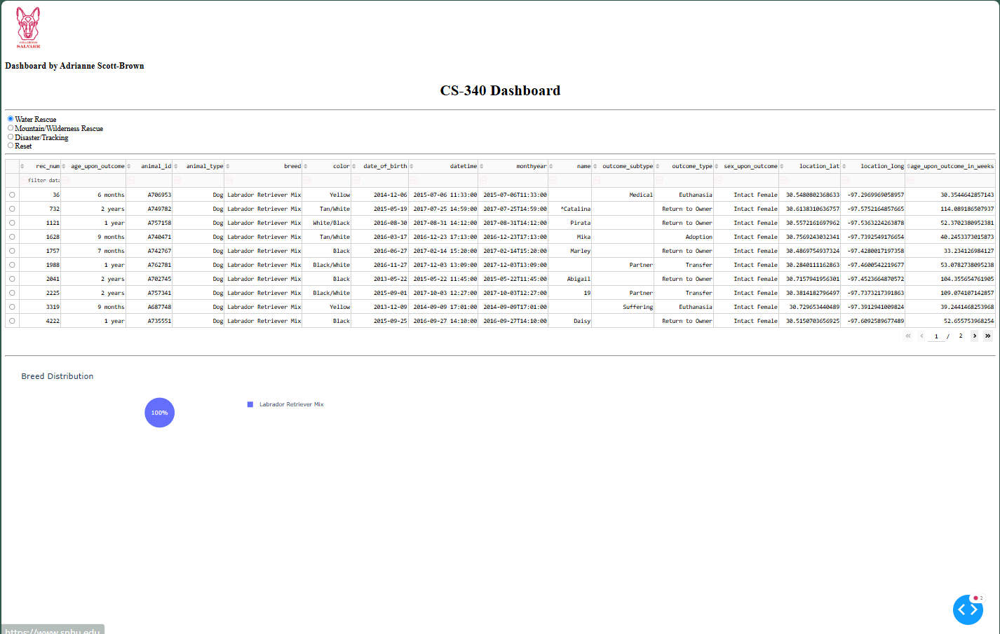 GRAZIOSO
SALVARE
Dashboard by Adrianne Scott-Brown
CS-340 Dashboard
Water Rescue
Mountain/Wilderness Rescue
Disaster/Tracking
Reset
rec_num age_upon_outcome animal_id animal_type breed color date_of_birth datetime monthyear name outcome_subtype outcome_type sex_upon_outcome location_lat location_long age_upon_outcome_in_weeks
filter data
36 6 months A706953 Dog Labrador Retriever Mix Yellow 2014-12-06 2015-07-06 11:33:00 2015-07-06T11:33:00 Medical Euthanasia Intact Female 30.5480802368633 -97.2969969058957 30.3544642857143
732 2 years A749782 Dog Labrador Retriever Mix Tan/White 2015-05-19 2017-07-25 14:59:00 2017-07-25T14:59:00 *Catalina Return to Owner Intact Female 30.6138310636757 -97.5752164857665 114.089186507937
1121 1 year A757158 Dog Labrador Retriever Mix White/Black 2016-08-30 2017-08-31 14:12:00 2017-08-31T14:12:00 Pirata Return to Owner Intact Female 30.5572161697962 -97.5363224263878 52.3702380952381
1628 9 months A740471 Dog Labrador Retriever Mix Tan/White 2016-03-17 2016-12-23 17:13:00 2016-12-23T17:13:00 Mika Adoption Intact Female 30.7569243032341 -97.7392549176654 40.2453373015873
1757 7 months A742767 Dog Labrador Retriever Mix Black 2016-06-27 2017-02-14 15:20:00 2017-02-14T15:20:00 Marley Return to Owner Intact Female 30.4869754937324 -97.4280017197358 33.234126984127
1988 1 year A762781 Dog Labrador Retriever Mix Black/White 2016-11-27 2017-12-03 13:09:00 2017-12-03T13:09:00 Partner Transfer Intact Female 30.2840111162863 -97.4600542219677 53.0782738095238
2041 2 years A702745 Dog Labrador Retriever Mix Black 2013-05-22 2015-05-22 11:45:00 2015-05-22T11:45:00 Abigail Return to Owner Intact Female 30.7157941956301 -97.4523664870572 104.355654761905
2225 2 years A757341 Dog Labrador Retriever Mix Black/White 2015-09-01 2017-10-03 12:27:00 2017-10-03T12:27:00 19 Partner Transfer Intact Female 30.3814182796497 -97.7373217391863 109.074107142857
3319 9 months A687748 Dog Labrador Retriever Mix Yellow 2013-12-09 2014-09-09 17:01:00 2014-09-09T17:01:00 Suffering Euthanasia Intact Female 30.729653440489 -97.3912941009824 39.2441468253968
4222 1 year A735551 Dog Labrador Retriever Mix Black 2015-09-25 2016-09-27 14:10:00 2016-09-27T14:10:00 Daisy Return to Owner Intact Female 30.5150703656925 -97.6092589677489 52.655753968254
1 / 2
Breed Distribution
100%
Labrador Retriever Mix
2
https://www.snhu.edu